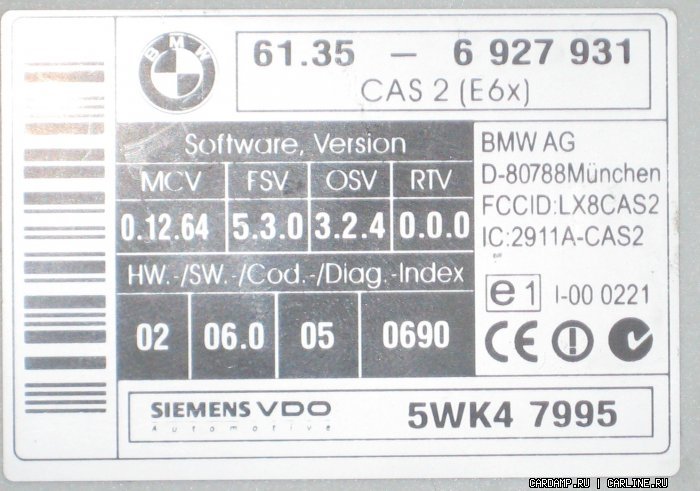 BMW
61.35 - 6 927 931
CAS 2 (E6x)
Software, Version
MCV FSV OSV RTV
0.12.64 5.3.0 3.2.4 0.0.0
HW.-/SW.-/Cod.-/Diag.-Index
02 06.0 05 0690
BMW AG
D-80788München
FCCID:LX8CAS2
IC:2911A-CAS2
e1 I-00 0221
CE
SIEMENS VDO
Automotive
5WK4 7995
CARDAMP.RU | CARLINE.RU